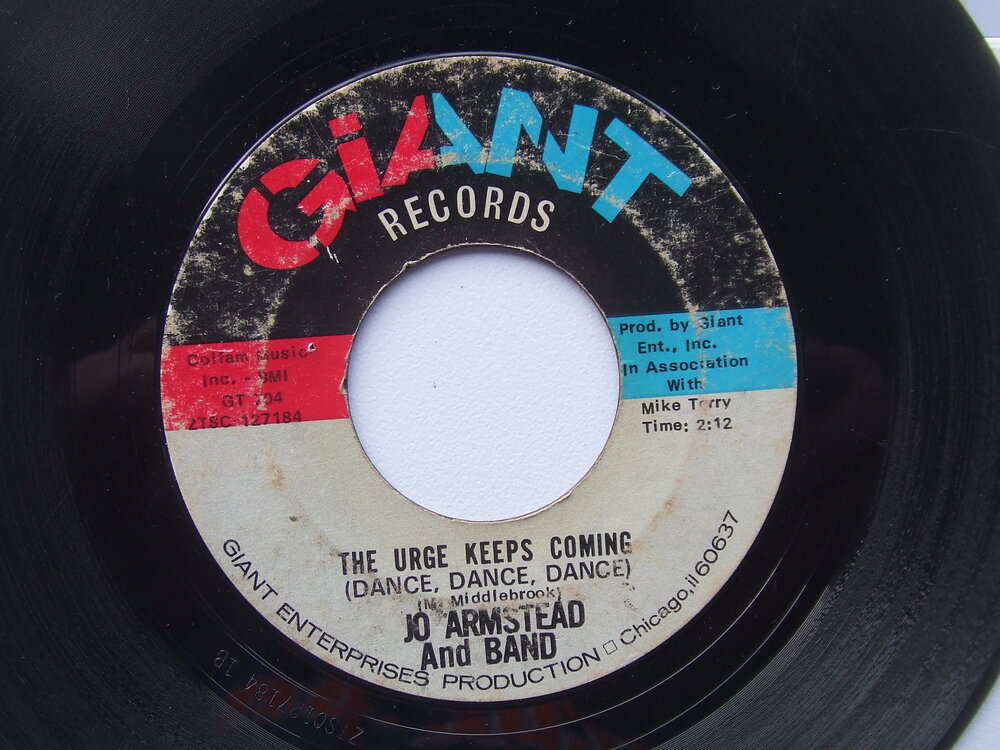 GiANT
RECORDS
Colfam Music
Inc. - BMI
GT 704
ZTSC-127184
Prod. by Giant
Ent., Inc.
In Association
With
Mike Terry
Time: 2:12
THE URGE KEEPS COMING
(DANCE, DANCE, DANCE)
(M. Middlebrook)
JO ARMSTEAD
And BAND
GIANT ENTERPRISES PRODUCTION □ Chicago, il 60637
ZTSC127184 1B